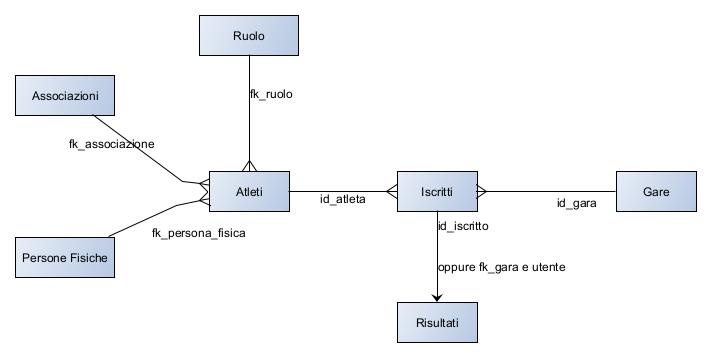 Ruolo
fk_ruolo
Associazioni
fk_associazione
Atleti
id_atleta
Iscritti
id_gara
Gare
fk_persona_fisica
Persone Fisiche
id_iscritto
oppure fk_gara e utente
Risultati